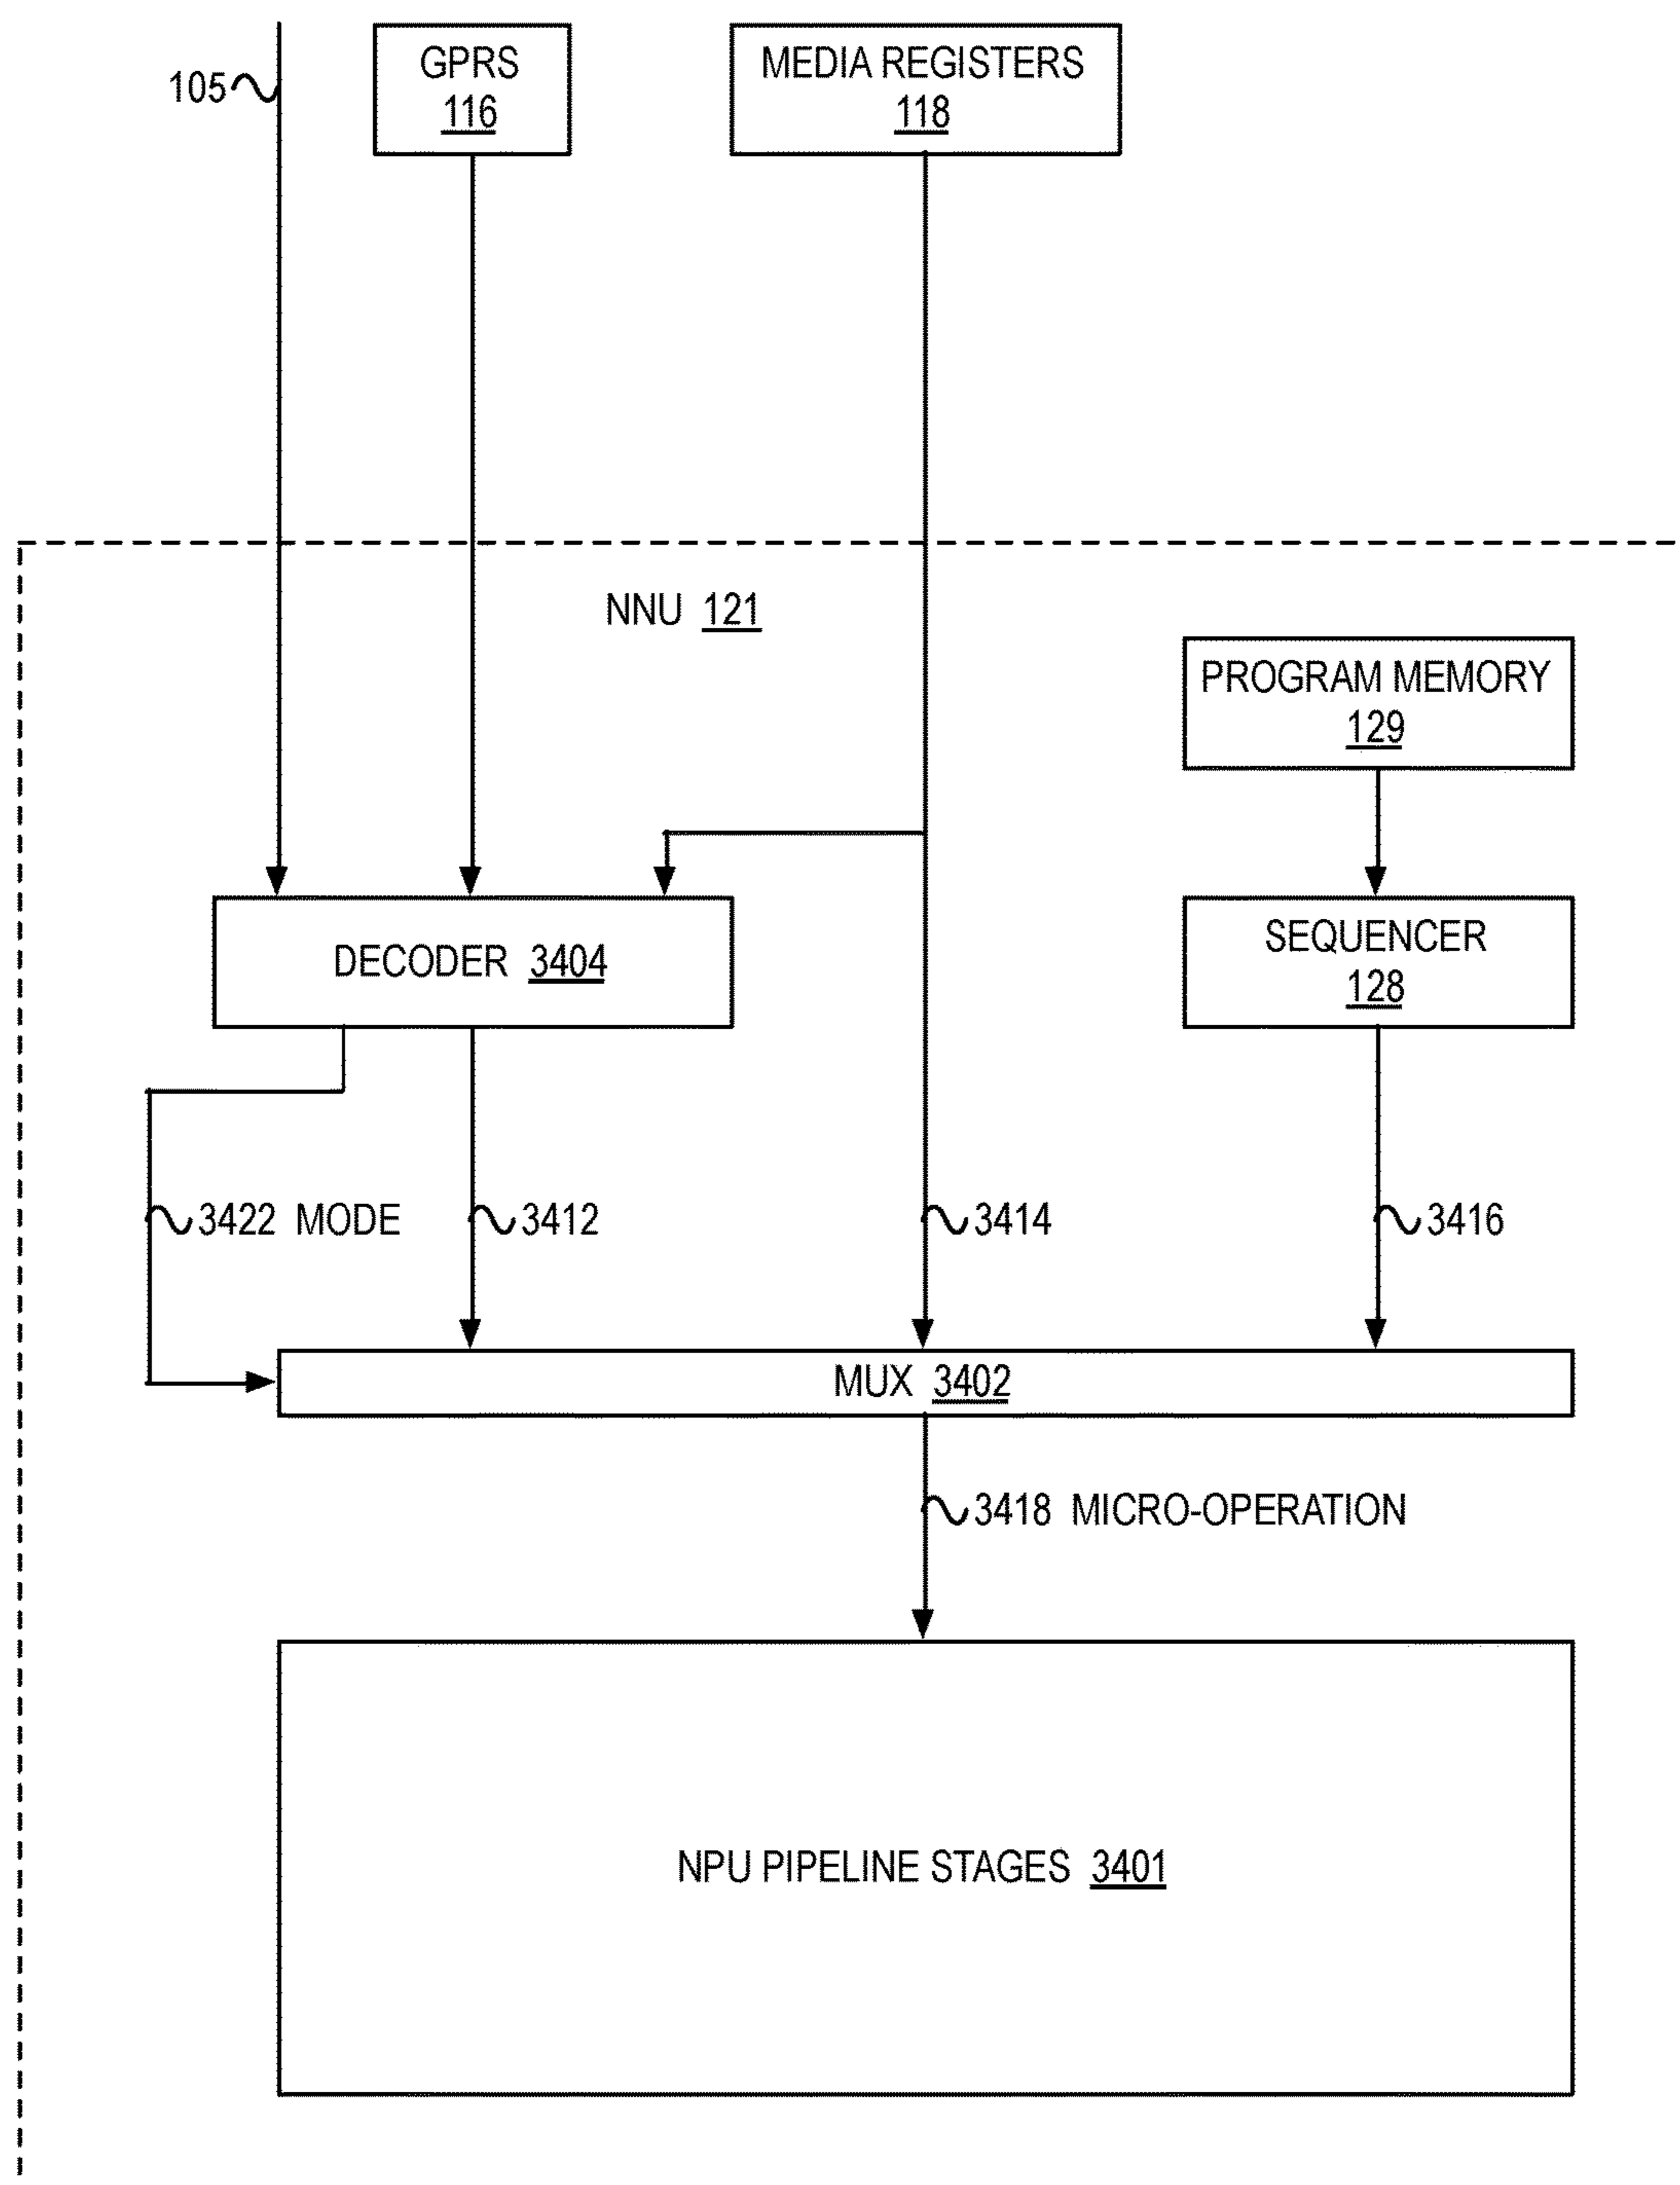 105
GPRS
116
MEDIA REGISTERS
118
NNU 121
PROGRAM MEMORY
129
DECODER 3404
SEQUENCER
128
3422 MODE
3412
3414
3416
MUX 3402
3418 MICRO-OPERATION
NPU PIPELINE STAGES 3401